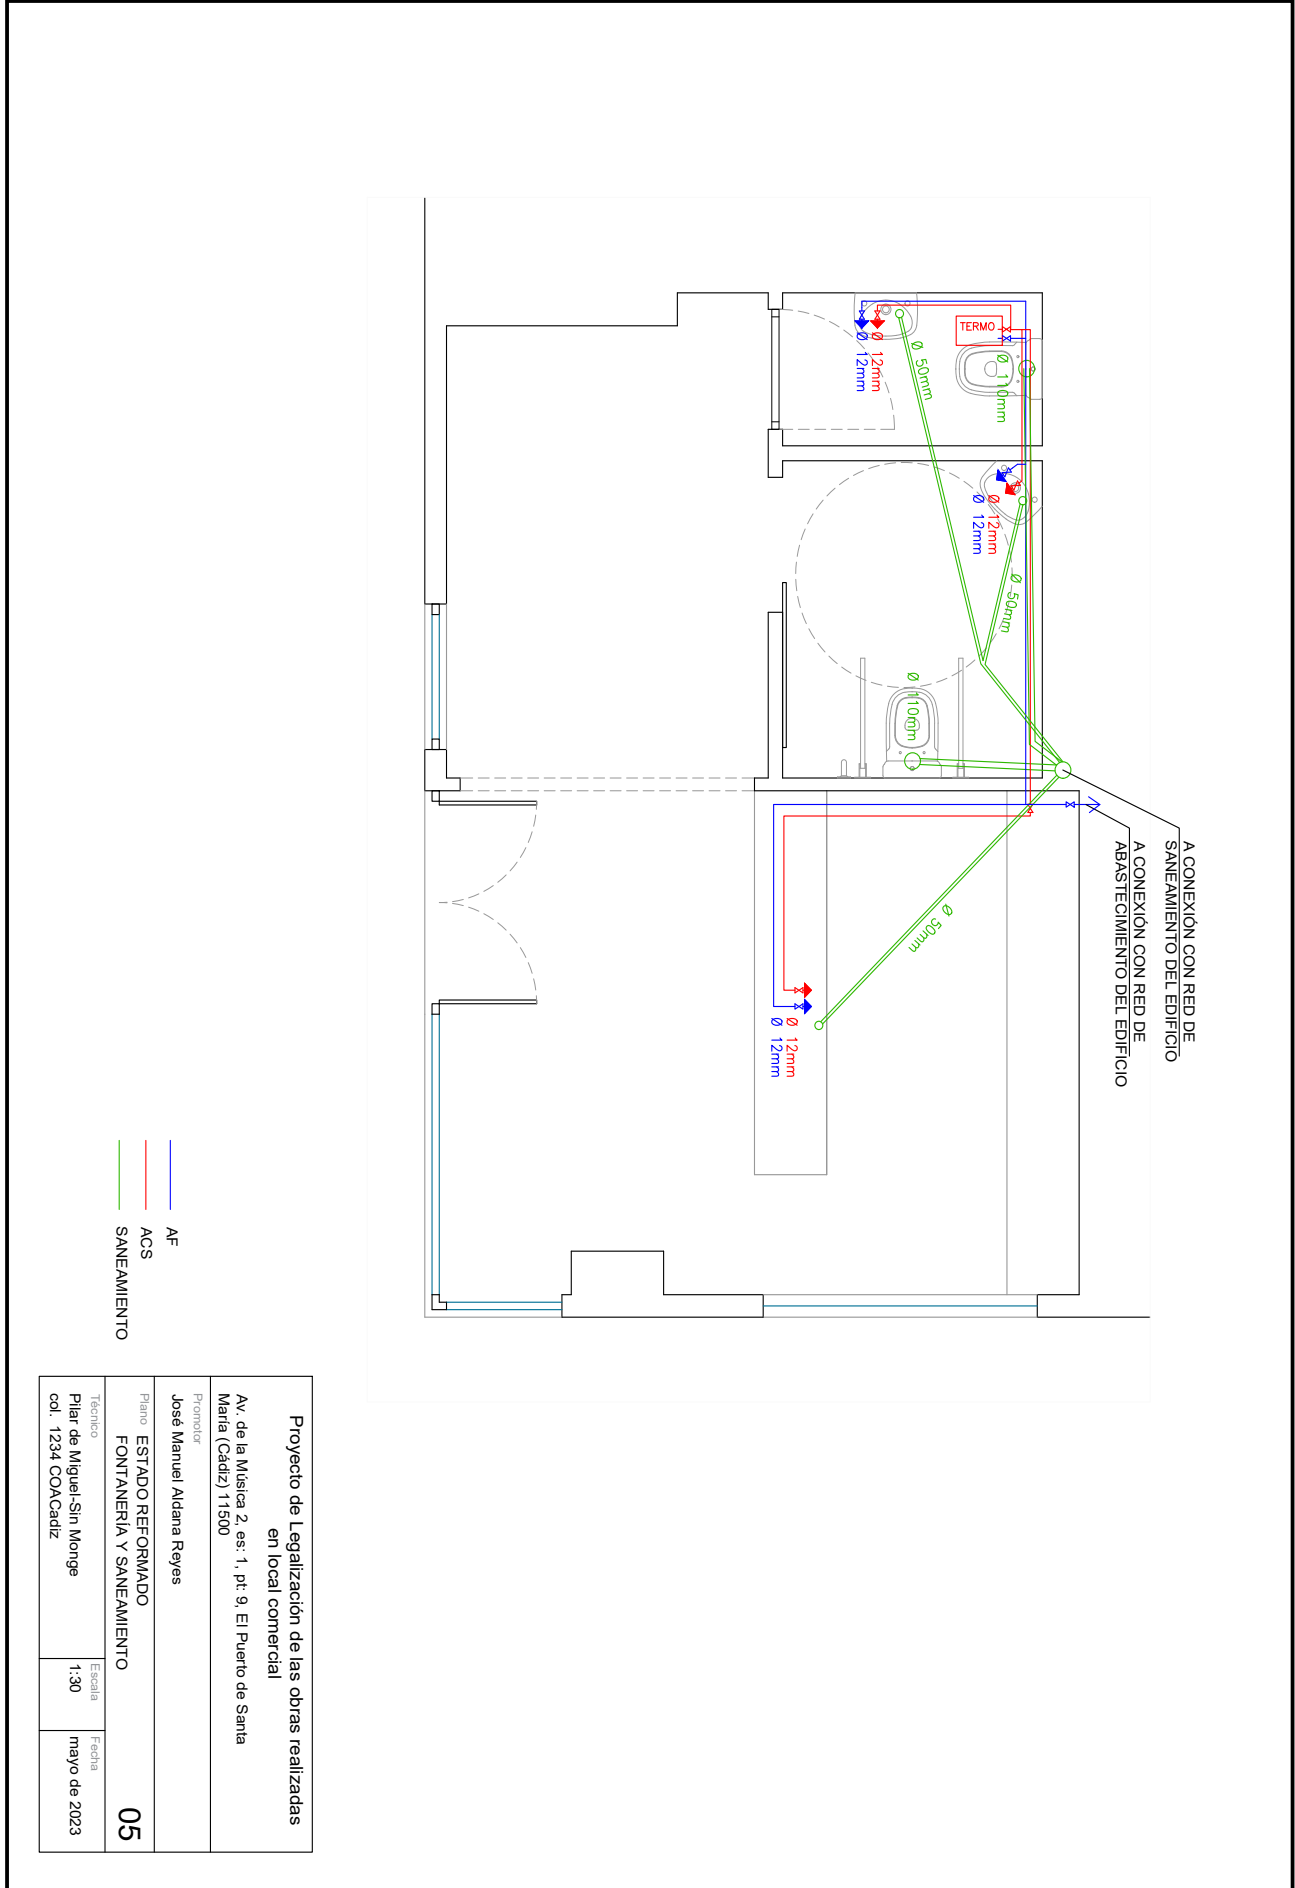 TERMO
Ø 12mm
Ø 12mm
Ø 50mm
Ø 110mm
Ø 12mm
Ø 12mm
Ø 50mm
Ø 110mm
Ø 50mm
Ø 12mm
Ø 12mm
A CONEXIÓN CON RED DE
SANEAMIENTO DEL EDIFICIO
A CONEXIÓN CON RED DE
ABASTECIMIENTO DEL EDIFICIO
AF
ACS
SANEAMIENTO
Proyecto de Legalización de las obras realizadas
en local comercial
Av. de la Música 2, es: 1, pt: 9, El Puerto de Santa
María (Cádiz) 11500
Promotor
José Manuel Aldana Reyes
Plano ESTADO REFORMADO
FONTANERÍA Y SANEAMIENTO
05
Técnico
Pilar de Miguel-Sin Monge
col. 1234 COACadiz
Escala
1:30
Fecha
mayo de 2023